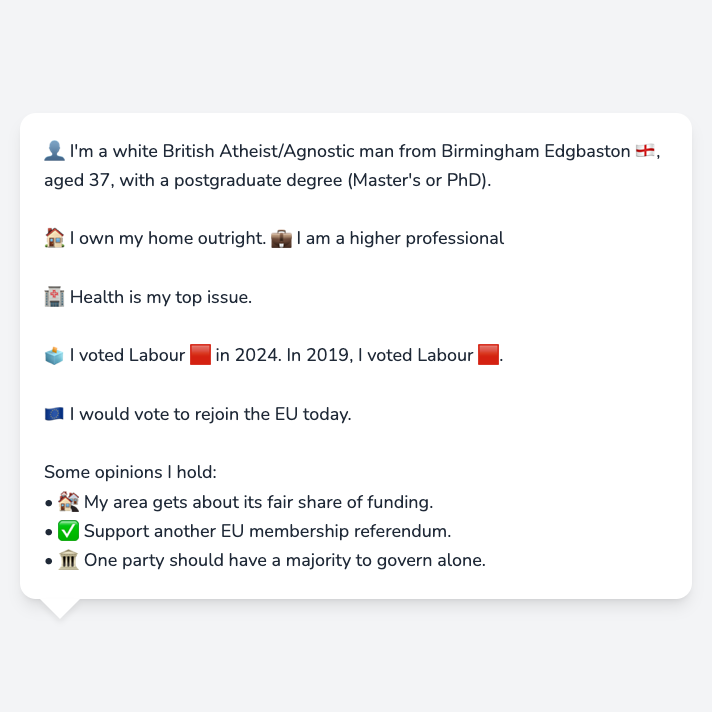 👤 I'm a white British Atheist/Agnostic man from Birmingham Edgbaston 🏴󠁧󠁢󠁥󠁮󠁧󠁿,
aged 37, with a postgraduate degree (Master's or PhD).
🏠 I own my home outright. 💼 I am a higher professional
🏥 Health is my top issue.
🗳️ I voted Labour 🟥 in 2024. In 2019, I voted Labour 🟥.
🇪🇺 I would vote to rejoin the EU today.
Some opinions I hold:
• 🏘️ My area gets about its fair share of funding.
• ✅ Support another EU membership referendum.
• 🏛️ One party should have a majority to govern alone.